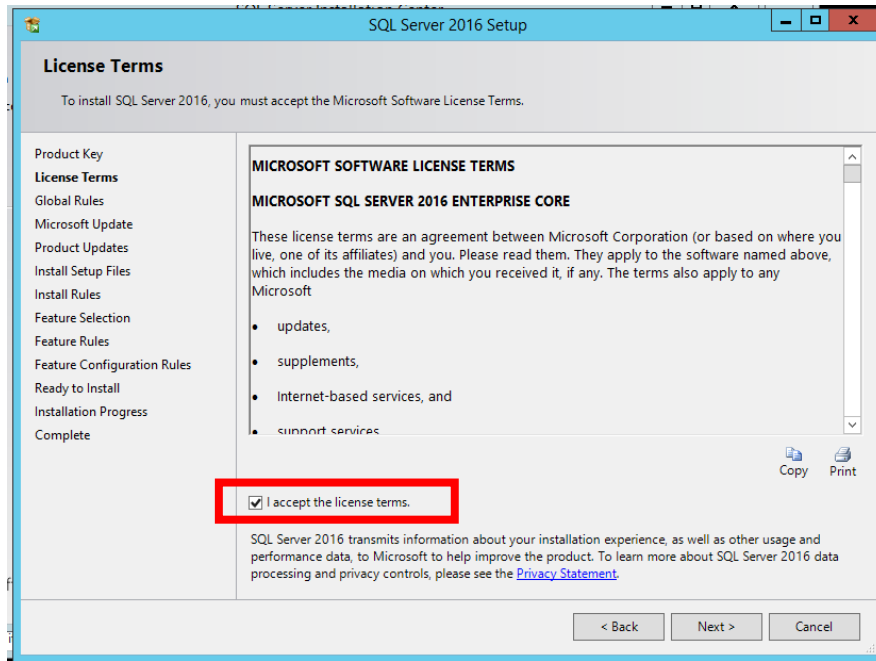 SQL Server 2016 Setup
License Terms
To install SQL Server 2016, you must accept the Microsoft Software License Terms.
Product Key
License Terms
Global Rules
Microsoft Update
Product Updates
Install Setup Files
Install Rules
Feature Selection
Feature Rules
Feature Configuration Rules
Ready to Install
Installation Progress
Complete
MICROSOFT SOFTWARE LICENSE TERMS
MICROSOFT SQL SERVER 2016 ENTERPRISE CORE
These license terms are an agreement between Microsoft Corporation (or based on where you
live, one of its affiliates) and you. Please read them. They apply to the software named above,
which includes the media on which you received it, if any. The terms also apply to any
Microsoft
• updates,
• supplements,
• Internet-based services, and
• support services
Copy Print
I accept the license terms.
SQL Server 2016 transmits information about your installation experience, as well as other usage and
performance data, to Microsoft to help improve the product. To learn more about SQL Server 2016 data
processing and privacy controls, please see the Privacy Statement.
< Back Next > Cancel